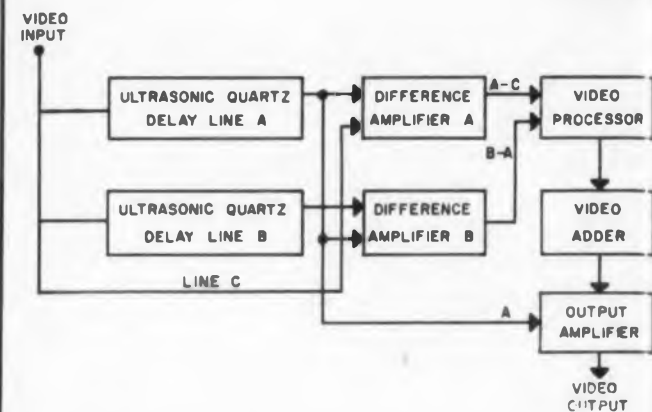 VIDEO
INPUT
ULTRASONIC QUARTZ
DELAY LINE A
DIFFERENCE
AMPLIFIER A
A-C
VIDEO
PROCESSOR
B-A
ULTRASONIC QUARTZ
DELAY LINE B
DIFFERENCE
AMPLIFIER B
VIDEO
ADDER
LINE C
A
OUTPUT
AMPLIFIER
VIDEO
OUTPUT